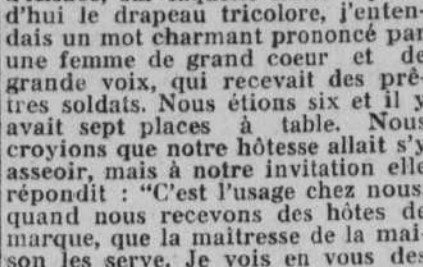 d'hui le drapeau tricolore, j'enten-
dais un mot charmant prononcé par
une femme de grand coeur et de
grande voix, qui recevait des prê-
tres soldats. Nous étions six et il y
avait sept places à table. Nous
croyions que notre hôtesse allait s'y
asseoir, mais à notre invitation elle
répondit : "C'est l'usage chez nous,
quand nous recevons des hôtes de
marque, que la maîtresse de la mai-
son les serve. Je vois en vous des